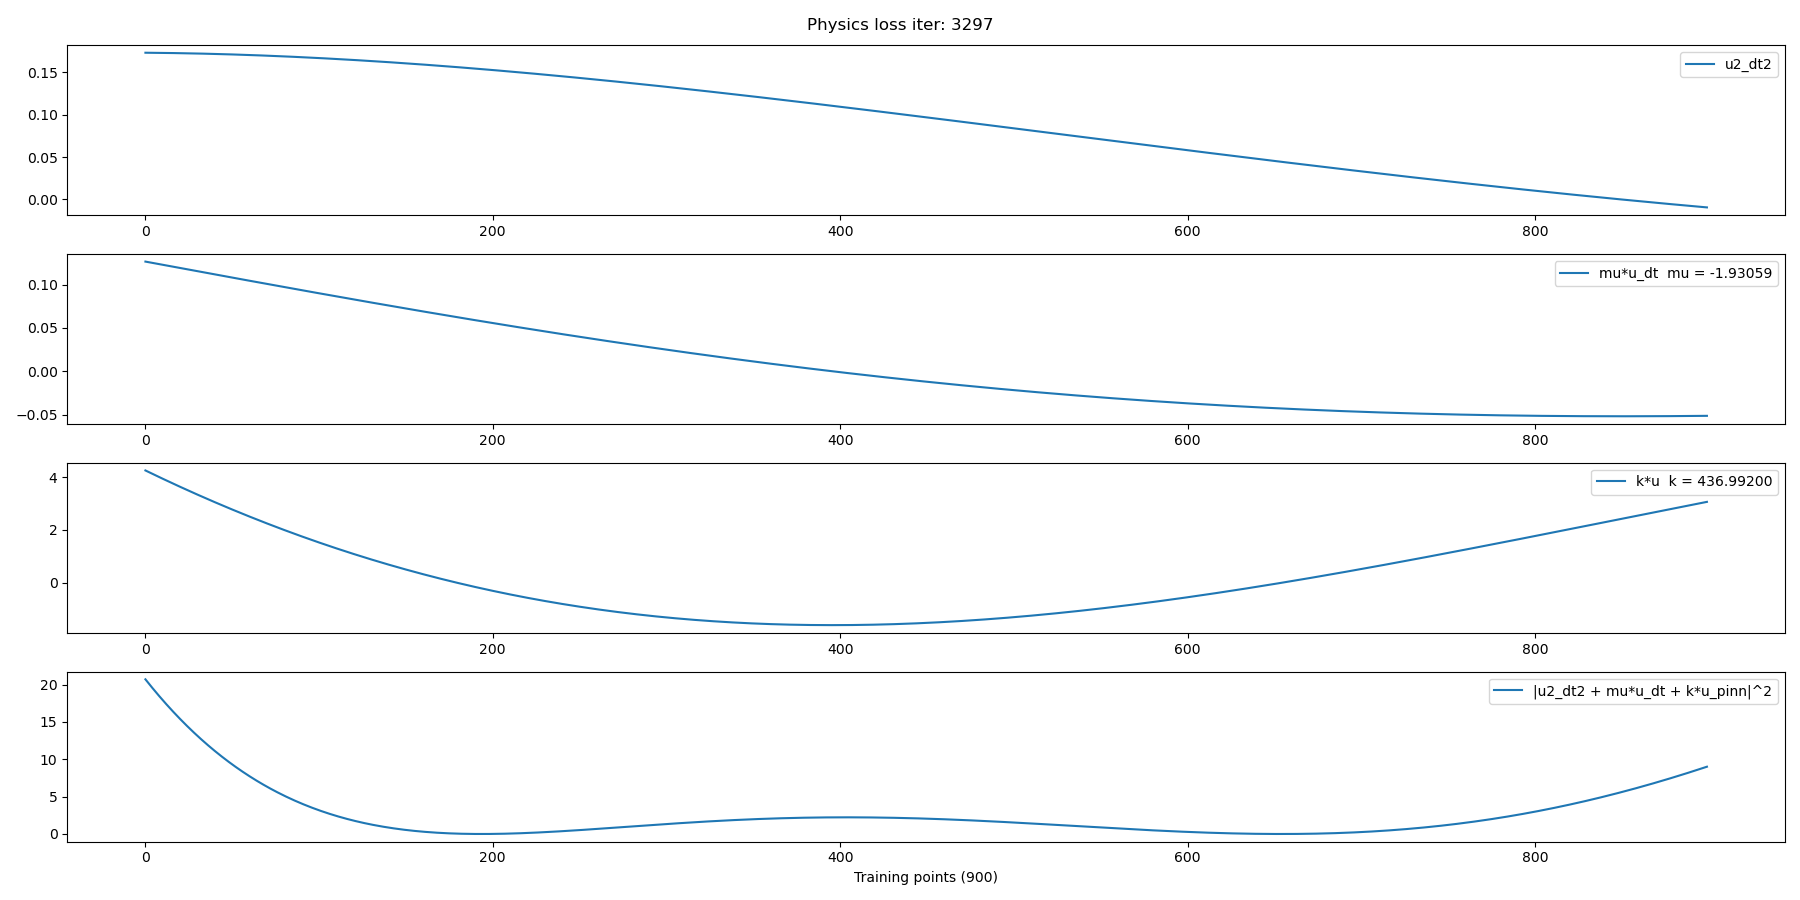 Physics loss iter: 3297
u2_dt2
0.15
0.10
0.05
0.00
0 200 400 600 800
mu*u_dt mu = -1.93059
0.10
0.05
0.00
−0.05
0 200 400 600 800
k*u k = 436.99200
4
2
0
0 200 400 600 800
|u2_dt2 + mu*u_dt + k*u_pinn|^2
20
15
10
5
0
0 200 400 600 800
Training points (900)